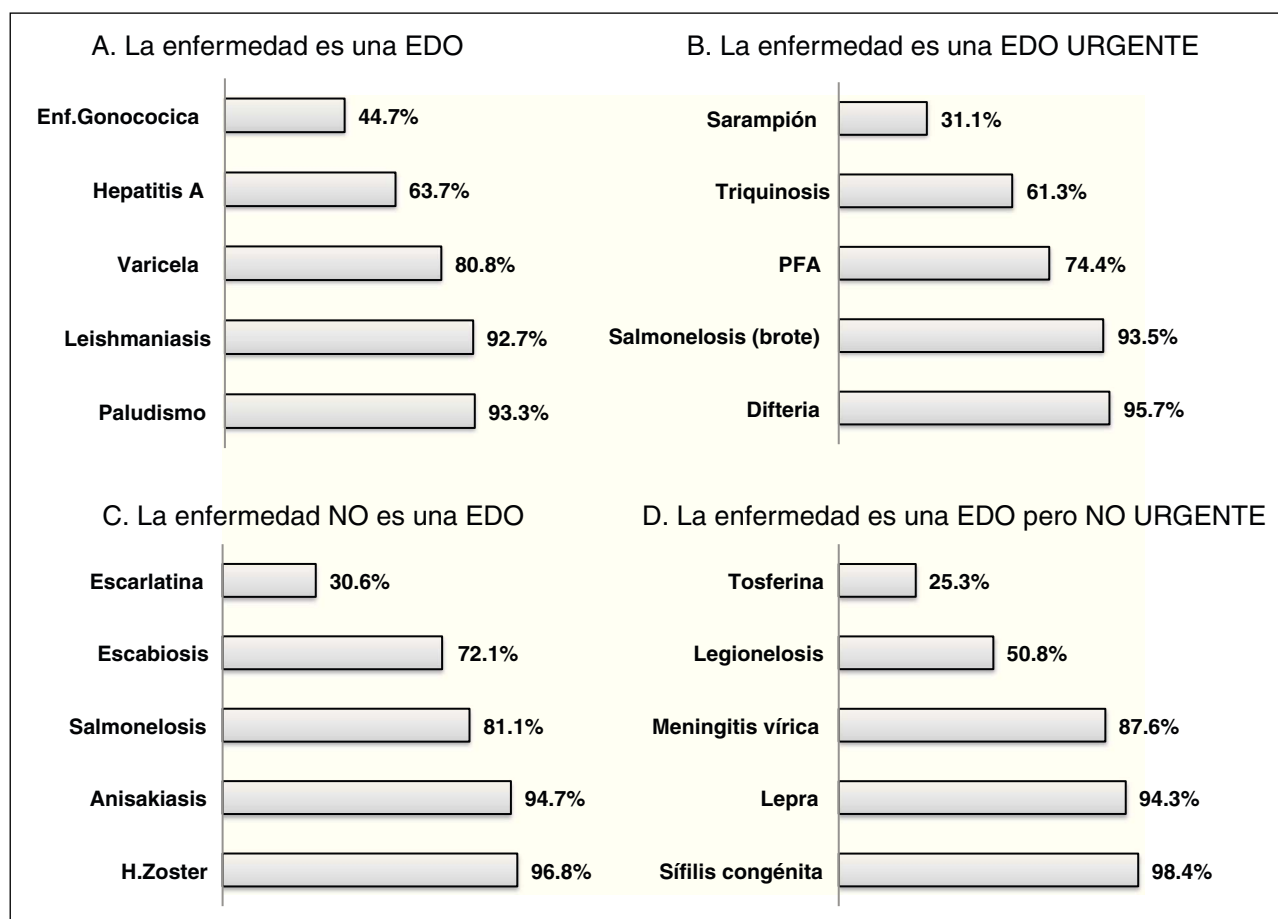 A. La enfermedad es una EDO
Enf.Gonococica 44.7%
Hepatitis A 63.7%
Varicela 80.8%
Leishmaniasis 92.7%
Paludismo 93.3%
B. La enfermedad es una EDO URGENTE
Sarampión 31.1%
Triquinosis 61.3%
PFA 74.4%
Salmonelosis (brote) 93.5%
Difteria 95.7%
C. La enfermedad NO es una EDO
Escarlatina 30.6%
Escabiosis 72.1%
Salmonelosis 81.1%
Anisakiasis 94.7%
H.Zoster 96.8%
D. La enfermedad es una EDO pero NO URGENTE
Tosferina 25.3%
Legionelosis 50.8%
Meningitis vírica 87.6%
Lepra 94.3%
Sífilis congénita 98.4%